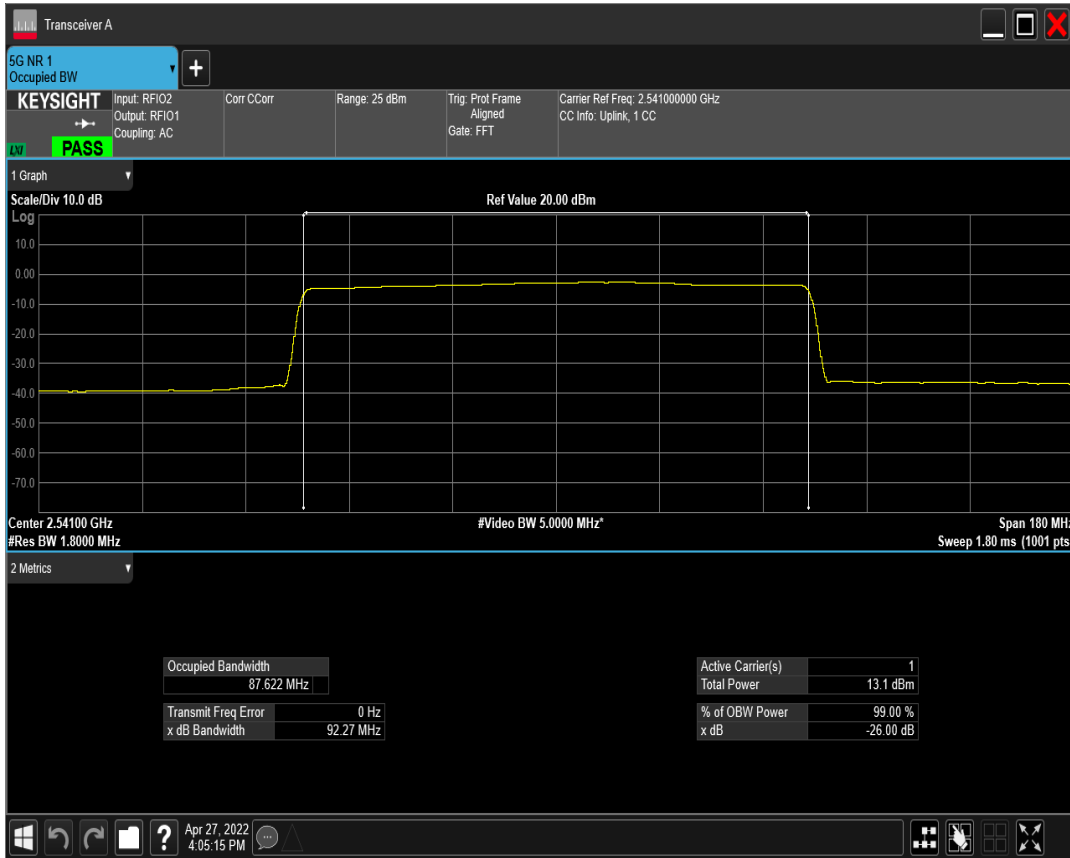 Transceiver A
5G NR 1
Occupied BW
+
KEYSIGHT
LXI
PASS
Input: RFIO2
Output: RFIO1
Coupling: AC
Corr CCorr
Range: 25 dBm
Trig: Prot Frame
Aligned
Gate: FFT
Carrier Ref Freq: 2.541000000 GHz
CC Info: Uplink, 1 CC
1 Graph
Scale/Div 10.0 dB
Ref Value 20.00 dBm
Log
10.0
0.00
-10.0
-20.0
-30.0
-40.0
-50.0
-60.0
-70.0
Center 2.54100 GHz
#Video BW 5.0000 MHz*
Span 180 MHz
#Res BW 1.8000 MHz
Sweep 1.80 ms (1001 pts
2 Metrics
Occupied Bandwidth
87.622 MHz
Transmit Freq Error 0 Hz
x dB Bandwidth 92.27 MHz
Active Carrier(s) 1
Total Power 13.1 dBm
% of OBW Power 99.00 %
x dB -26.00 dB
?
Apr 27, 2022
4:05:15 PM